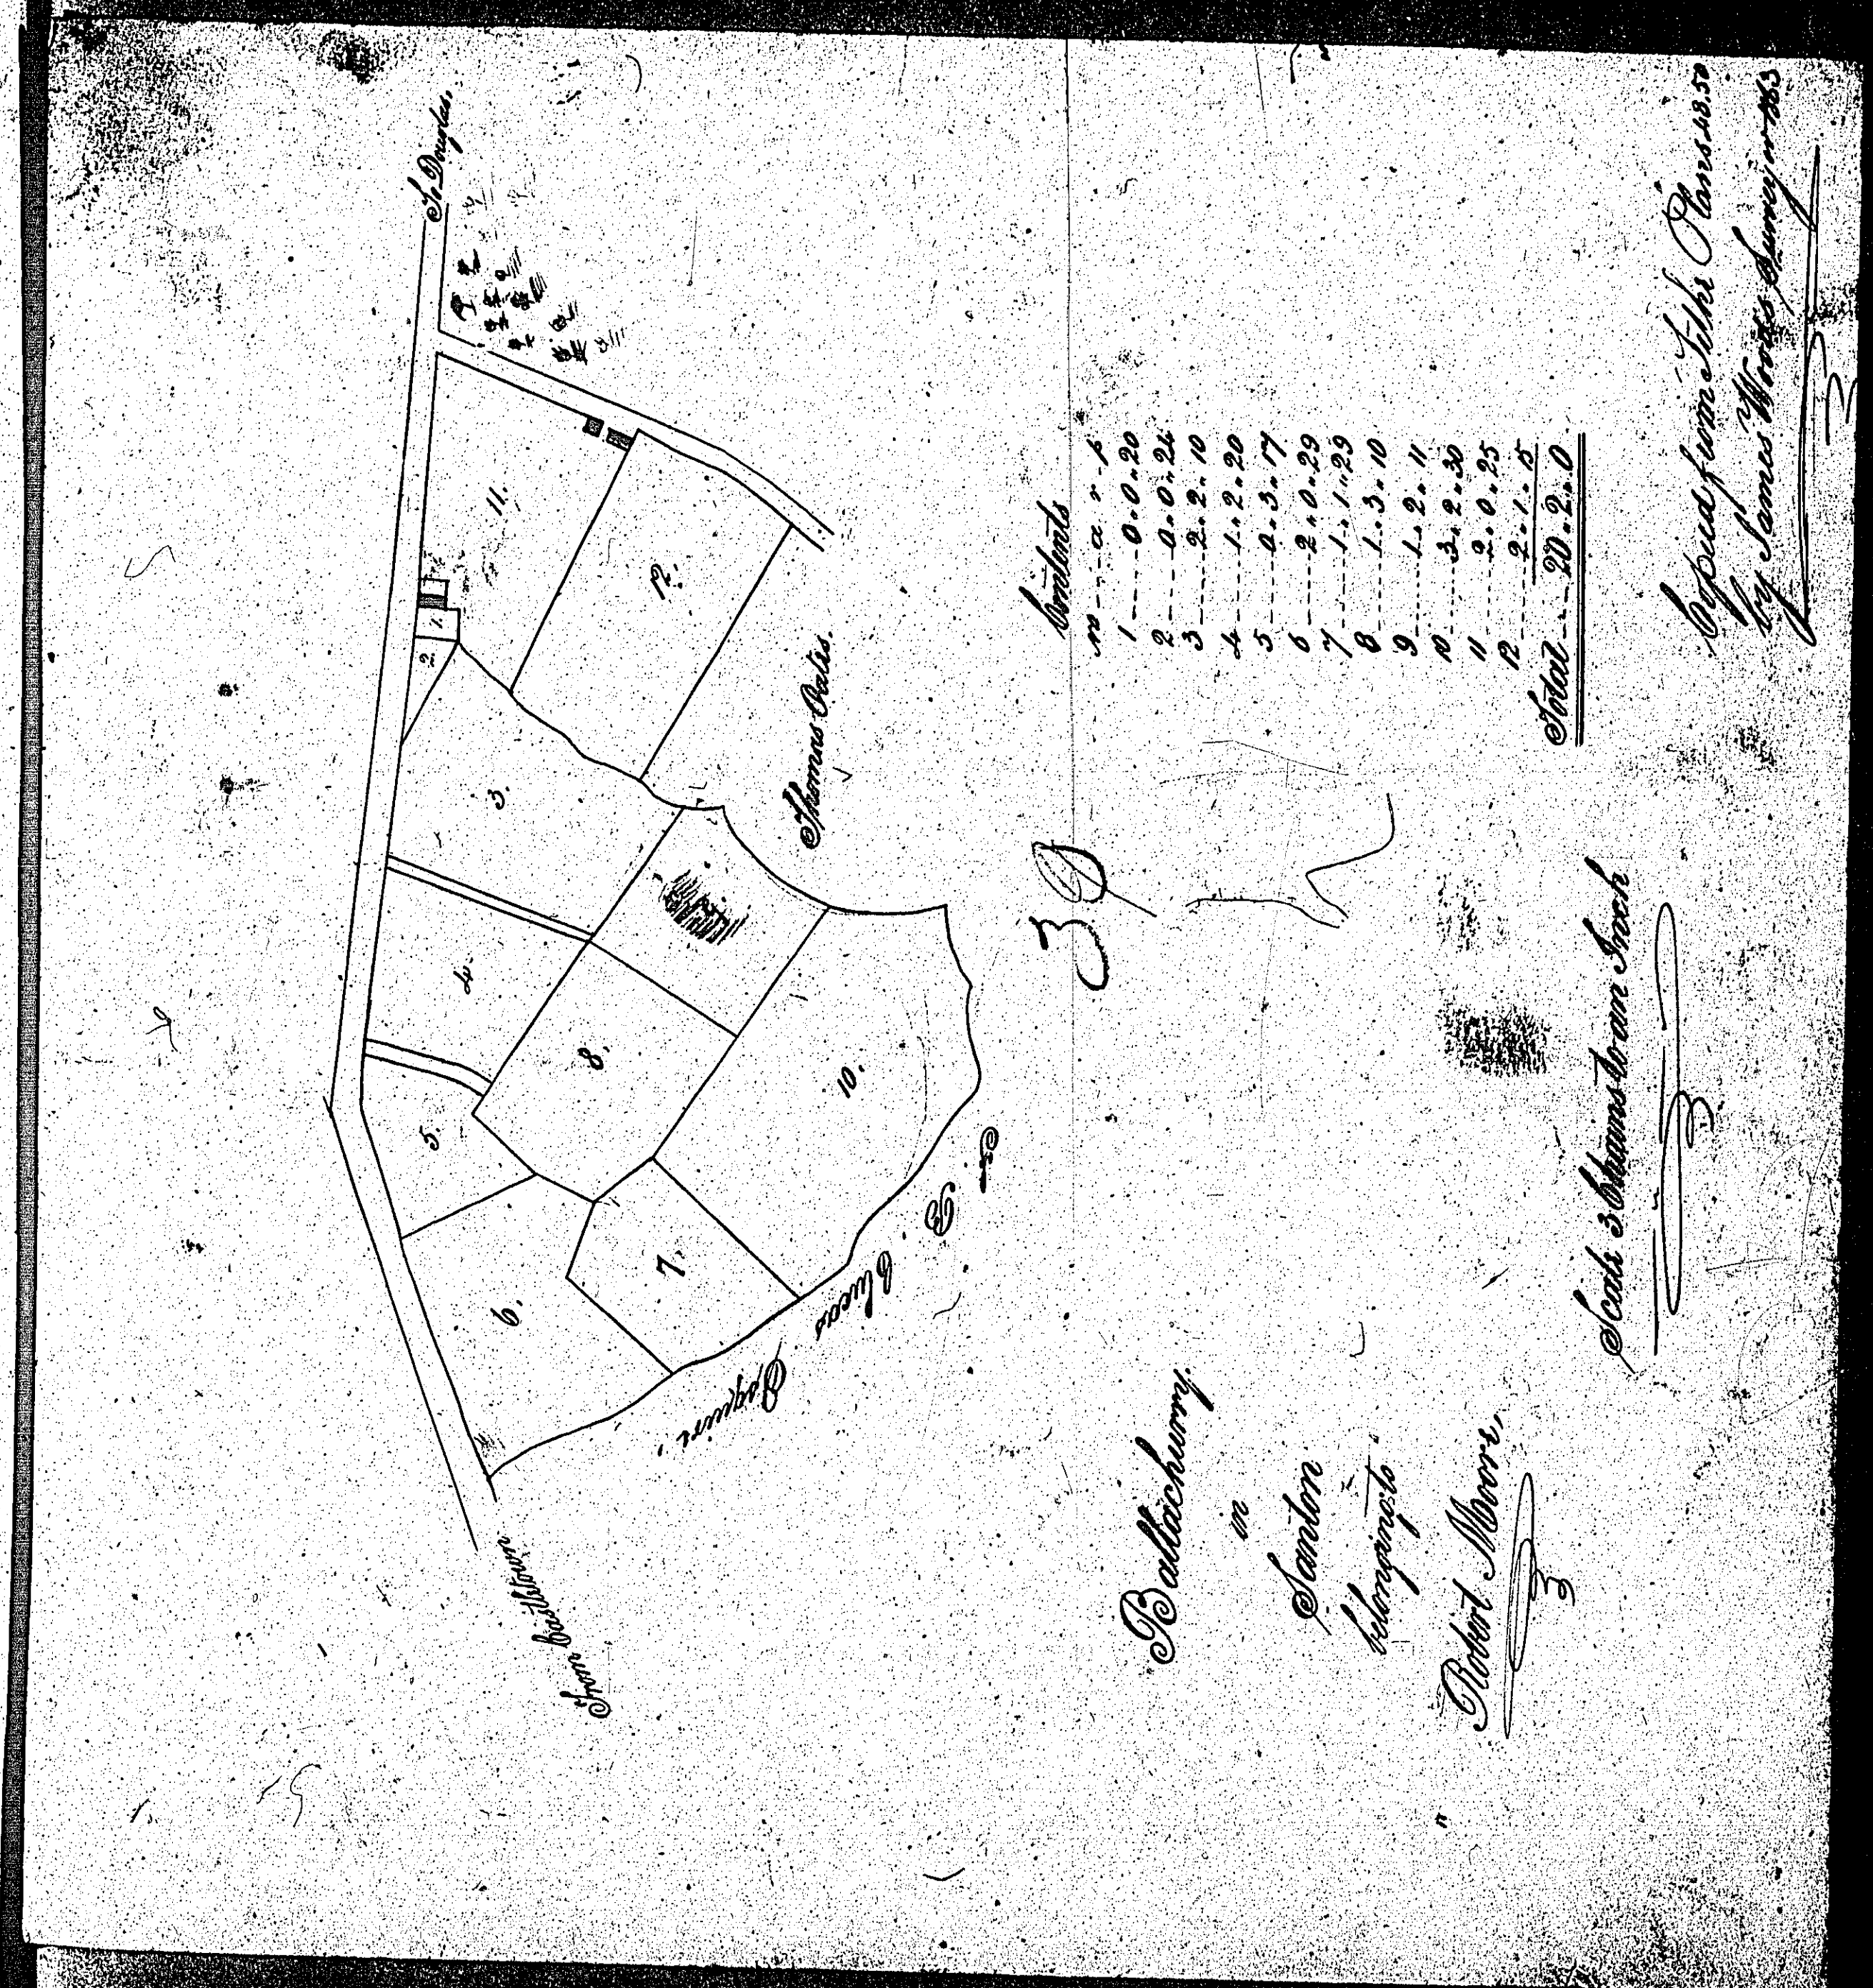 To Douglas.
From Castletown
1.
2.
3.
4.
5.
6.
7.
8.
10.
11.
12.
Thomas Oates.
Clucas Esquire.
30
Contents
no ---- a r - p
1 ---- 0 " 0 " 20
2 ---- 0 " 0 " 24
3 ---- 2 " 2 " 10
4 ---- 1 " 2 " 20
5 ---- 0 " 3 " 17
6 ---- 2 " 0 " 29
7 ---- 1 " 1 " 29
8 ---- 1 " 3 " 10
9 ---- 1 " 2 " 11
10 ---- 3 " 2 " 30
11 ---- 2 " 0 " 25
12 ---- 2 " 1 " 15
Total ---- 20 " 2 " 0
Ballachurry
in
Santon
belonging to
Robert Moore,
Scale 3 Chains to an Inch
Copied from Tithe Plans 1850
by James Woods Surveyor 1863